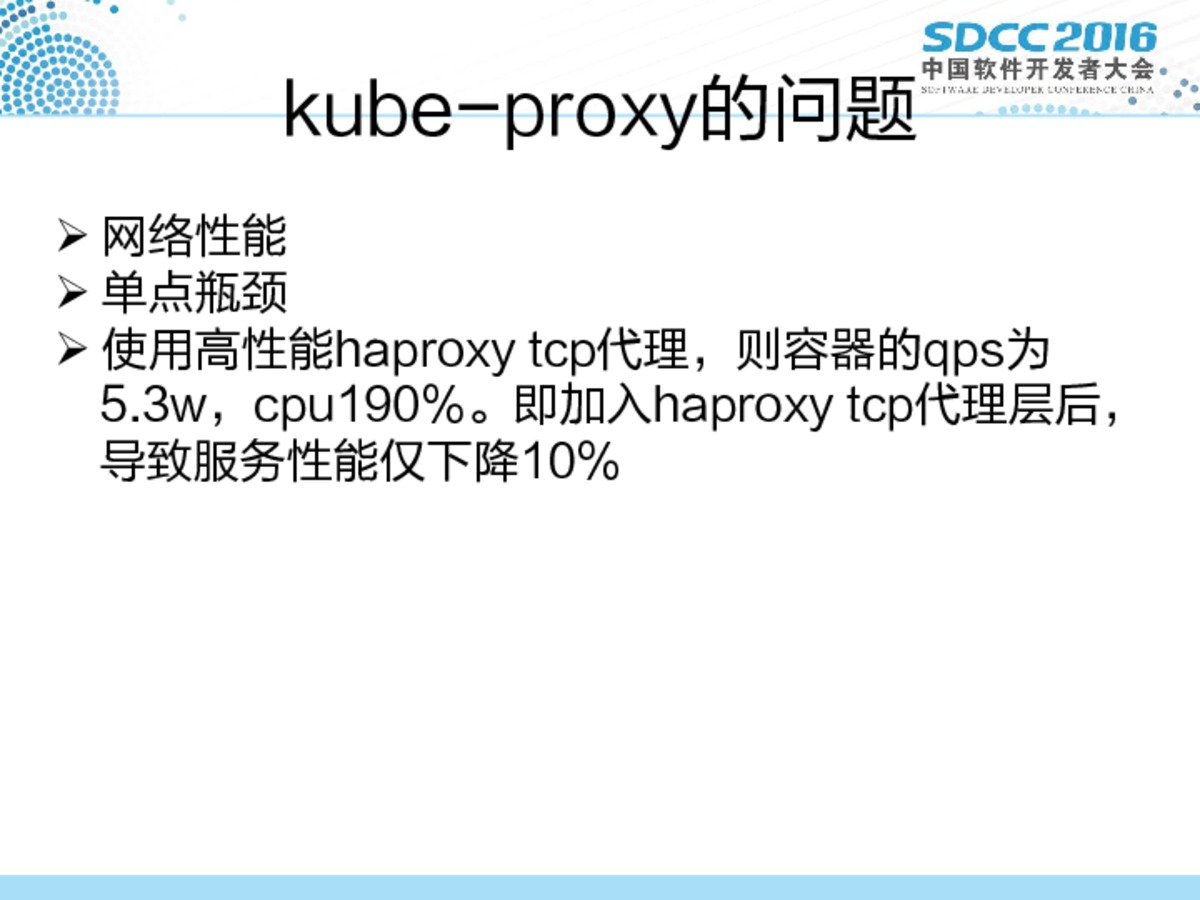 SDCC 2016
中国软件开发者大会
SOFTWARE DEVELOPER CONFERENCE CHINA
kube-proxy的问题
➢ 网络性能
➢ 单点瓶颈
➢ 使用高性能haproxy tcp代理，则容器的qps为
5.3w，cpu190%。即加入haproxy tcp代理层后，
导致服务性能仅下降10%